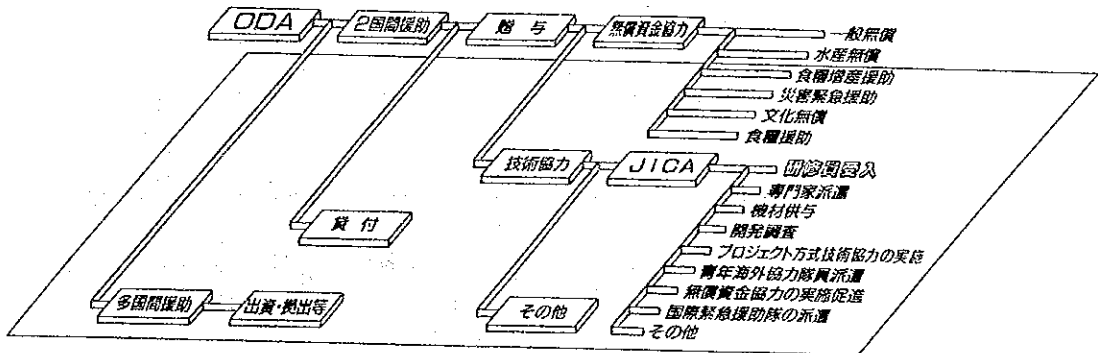 ODA
2国間援助
贈与
無償資金協力
一般無償
水産無償
食糧増産援助
災害緊急援助
文化無償
食糧援助
技術協力
JICA
研修員受入
専門家派遣
機材供与
開発調査
プロジェクト方式技術協力の実施
青年海外協力隊員派遣
無償資金協力の実施促進
国際緊急援助隊の派遣
その他
貸付
多国間援助
出資・拠出等
その他